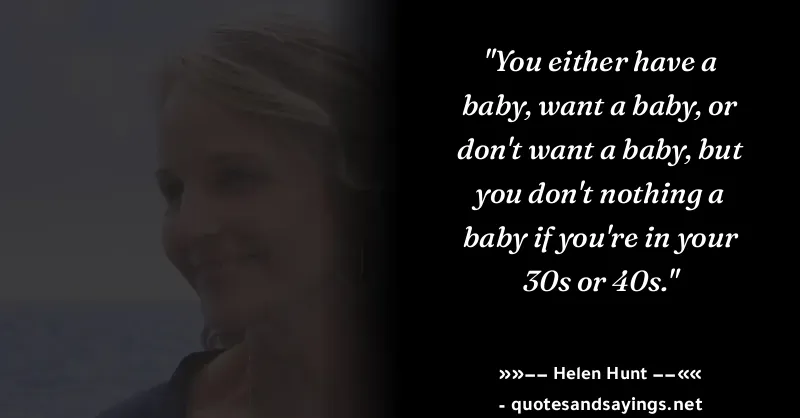 "You either have a
baby, want a baby, or
don't want a baby, but
you don't nothing a
baby if you're in your
30s or 40s."
»»–– Helen Hunt ––««
- quotesandsayings.net